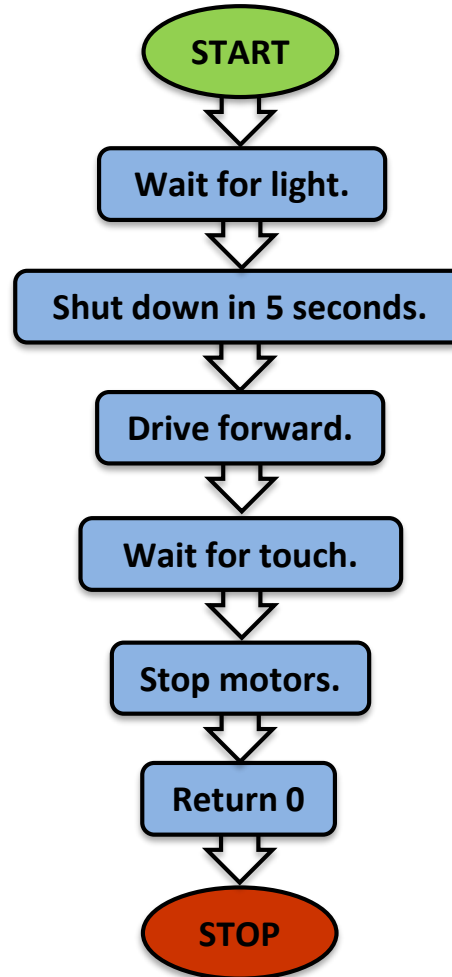 START
Wait for light.
Shut down in 5 seconds.
Drive forward.
Wait for touch.
Stop motors.
Return 0
STOP